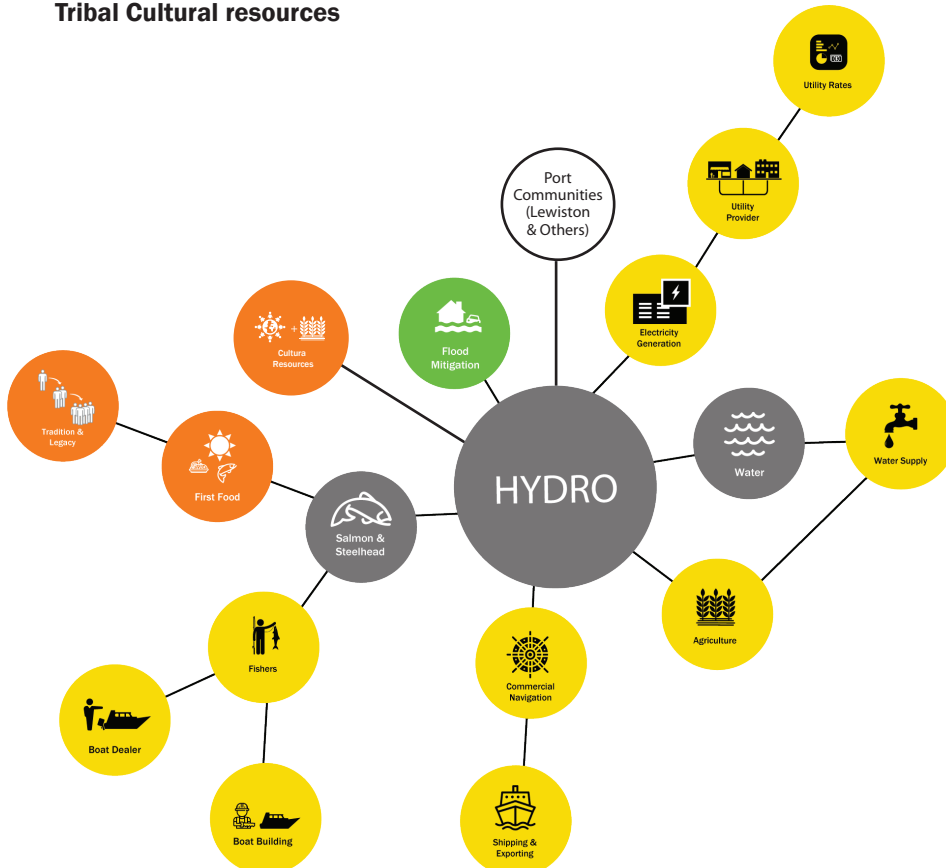 Tribal Cultural resources
Utility Rates
Utility
Provider
Port
Communities
(Lewiston
& Others)
Electricity
Generation
Flood
Mitigation
Cultura
Resources
Tradition &
Legacy
First Food
Salmon &
Steelhead
HYDRO
Water
Water Supply
Agriculture
Fishers
Commercial
Navigation
Boat Dealer
Boat Building
Shipping &
Exporting